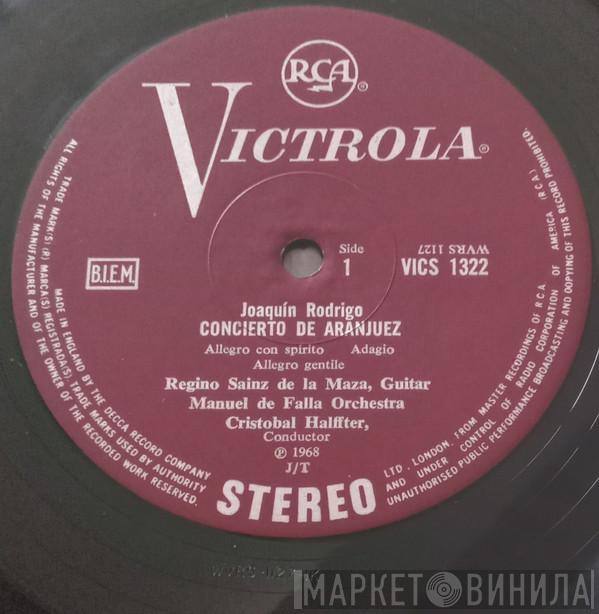 RCA®
VICTROLA®
Side
1
WVRS 1127
VICS 1322
B.I.E.M.
Joaquín Rodrigo
CONCIERTO DE ARANJUEZ
Allegro con spirito Adagio
Allegro gentile
Regino Sainz de la Maza, Guitar
Manuel de Falla Orchestra
Cristobal Halffter,
Conductor
℗ 1968
J/T
STEREO
ALL RIGHTS OF THE MANUFACTURER AND OF THE OWNER OF THE RECORDED WORK RESERVED.
TRADE MARK(S) (R) MARCA(S) REGISTRADA(S) TRADE MARKS USED BY AUTHORITY
MADE IN ENGLAND BY THE DECCA RECORD COMPANY
LTD. LONDON. FROM MASTER RECORDINGS OF R.C.A.
AND UNDER CONTROL OF RADIO CORPORATION OF AMERICA (R.C.A.)
UNAUTHORISED PUBLIC PERFORMANCE BROADCASTING AND COPYING OF THIS RECORD PROHIBITED.
МАРКЕТ ВИНИЛА